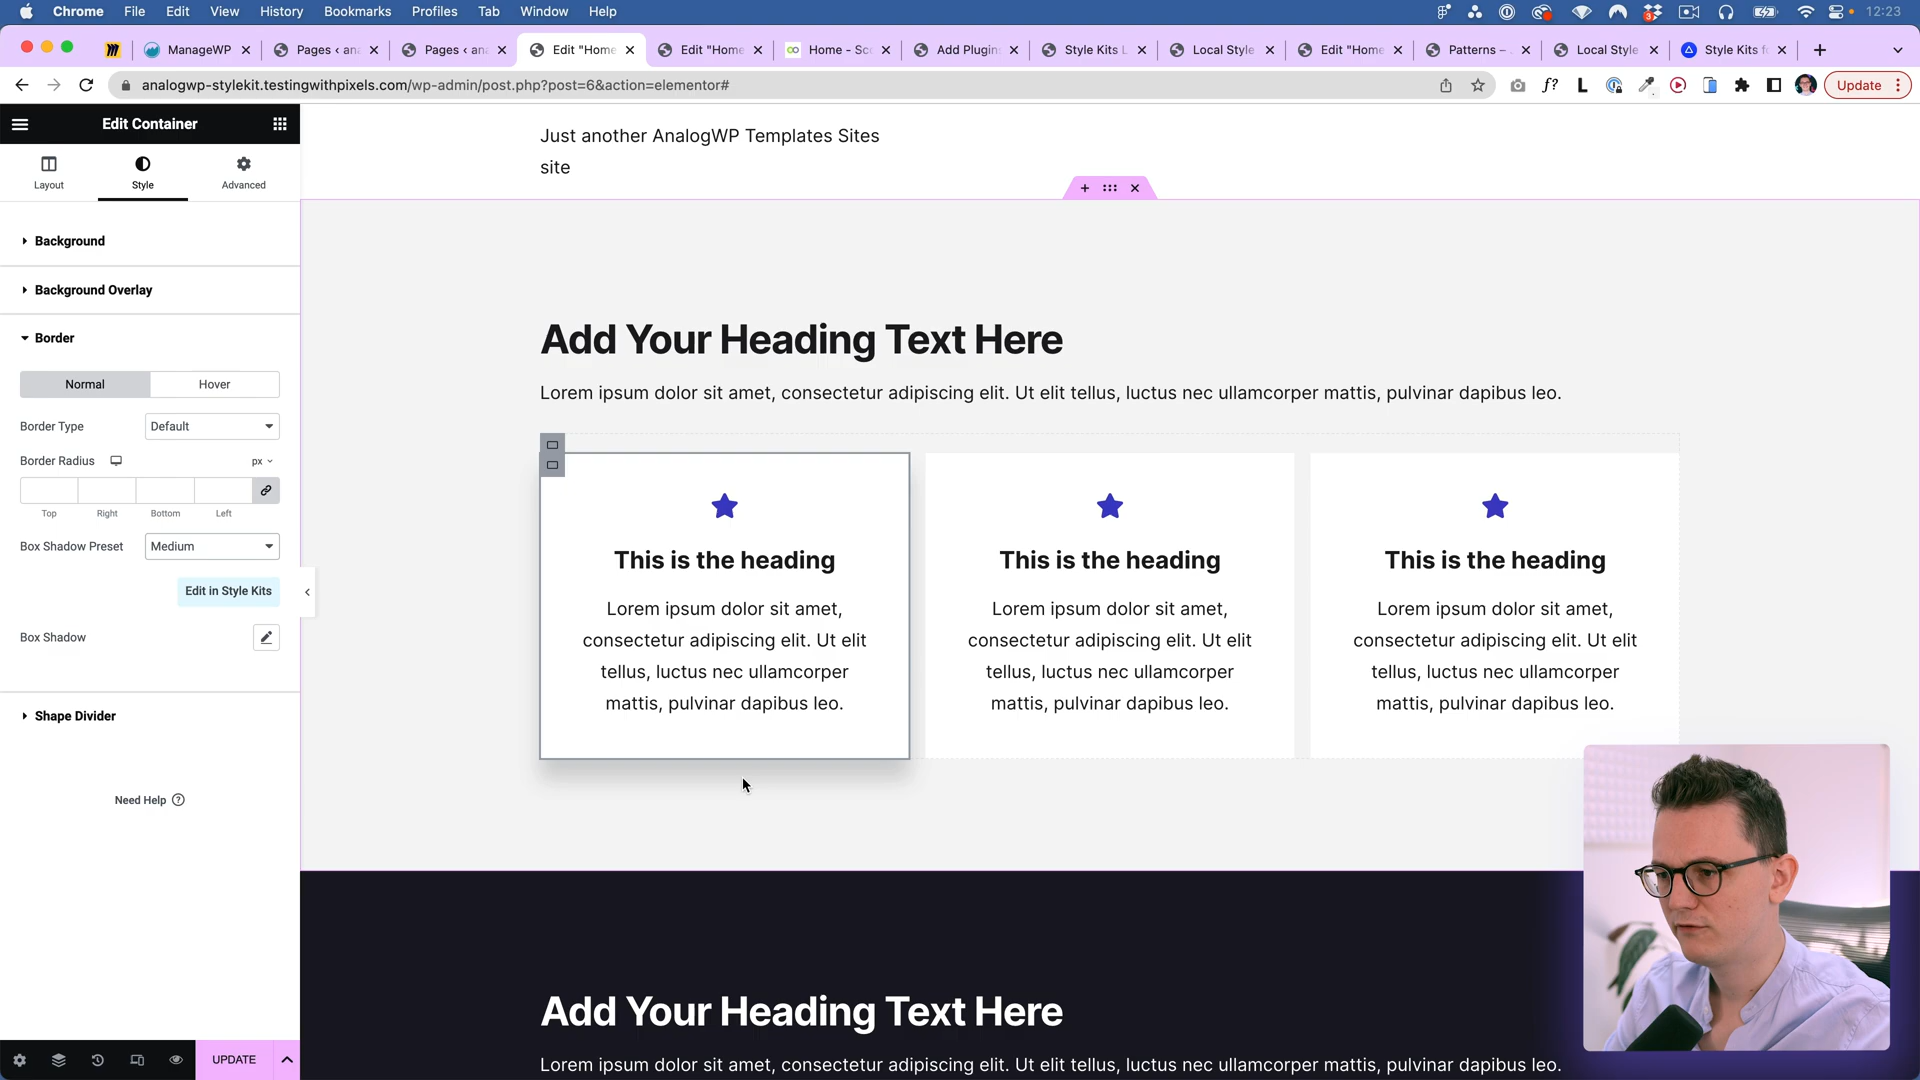 Chrome File Edit View History Bookmarks Profiles Tab Window Help 3 12:23
ManageWP Pages ‹ ana Pages ‹ ana Edit "Home Edit "Home Home - Sc Add Plugins Style Kits L Local Style Edit "Home Patterns – Local Style Style Kits fo
analogwp-stylekit.testingwithpixels.com/wp-admin/post.php?post=6&action=elementor#
f? L Update
Edit Container
Layout Style Advanced
Background
Background Overlay
Border
Normal Hover
Border Type Default
Border Radius px
Top Right Bottom Left
Box Shadow Preset Medium
Edit in Style Kits
Box Shadow
Shape Divider
Need Help ?
UPDATE
Just another AnalogWP Templates Sites
site
Add Your Heading Text Here
Lorem ipsum dolor sit amet, consectetur adipiscing elit. Ut elit tellus, luctus nec ullamcorper mattis, pulvinar dapibus leo.
This is the heading
Lorem ipsum dolor sit amet,
consectetur adipiscing elit. Ut elit
tellus, luctus nec ullamcorper
mattis, pulvinar dapibus leo.
This is the heading
Lorem ipsum dolor sit amet,
consectetur adipiscing elit. Ut elit
tellus, luctus nec ullamcorper
mattis, pulvinar dapibus leo.
This is the heading
Lorem ipsum dolor sit amet,
consectetur adipiscing elit. Ut elit
tellus, luctus nec ullamcorper
mattis, pulvinar dapibus leo.
Add Your Heading Text Here
Lorem ipsum dolor sit amet, consectetur adipiscing elit. Ut elit tellus, luctus nec ullamcorper mattis, pulvinar dapibus leo.